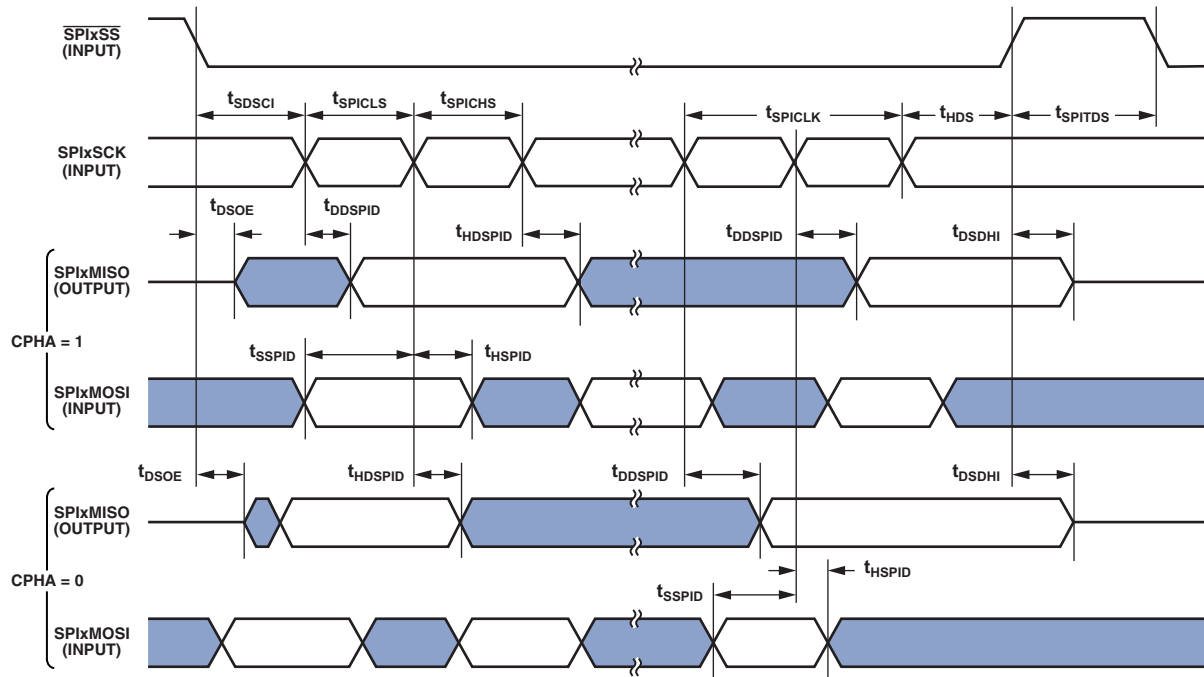 SPIxSS
(INPUT)
tSDSCI tSPICLS tSPICHS tSPICLK tHDS tSPITDS
SPIxSCK
(INPUT)
tDSOE tDDSPID tHDSPID tDDSPID tDSDHI
SPIxMISO
(OUTPUT)
CPHA = 1
tSSPID tHSPID
SPIxMOSI
(INPUT)
tDSOE tHDSPID tDDSPID tDSDHI
SPIxMISO
(OUTPUT)
CPHA = 0
tHSPID
tSSPID
SPIxMOSI
(INPUT)